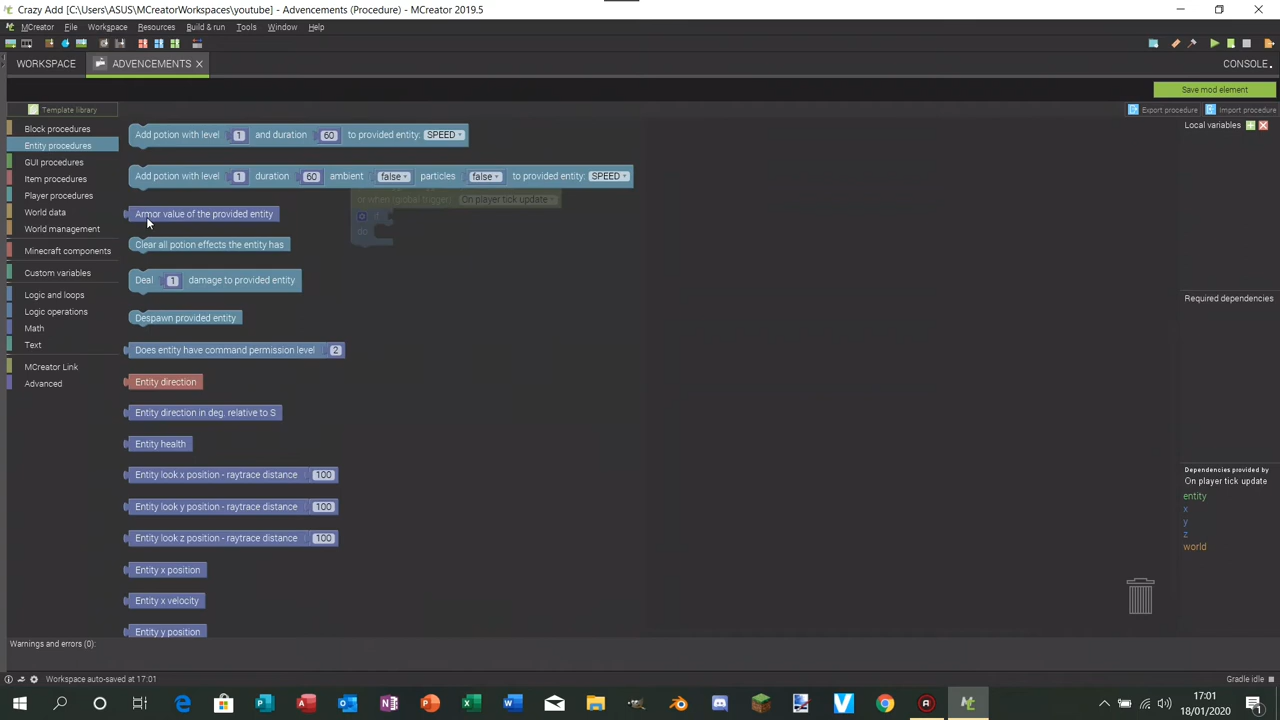 Crazy Add [C:\Users\ASUS\MCreatorWorkspaces\youtube] - Advencements (Procedure) - MCreator 2019.5
MCreator File Workspace Resources Build & run Tools Window Help
WORKSPACE ADVENCEMENTS CONSOLE
Save mod element
Template library Export procedure Import procedure
Block procedures
Entity procedures
GUI procedures
Item procedures
Player procedures
World data
World management
Minecraft components
Custom variables
Logic and loops
Logic operations
Math
Text
MCreator Link
Advanced
Add potion with level 1 and duration 60 to provided entity: SPEED
Add potion with level 1 duration 60 ambient false particles false to provided entity: SPEED
Armor value of the provided entity
Clear all potion effects the entity has
Deal 1 damage to provided entity
Despawn provided entity
Does entity have command permission level 2
Entity direction
Entity direction in deg. relative to S
Entity health
Entity look x position - raytrace distance 100
Entity look y position - raytrace distance 100
Entity look z position - raytrace distance 100
Entity x position
Entity x velocity
Entity y position
or when global trigger: On player tick update
if
do
Local variables
Required dependencies
Dependencies provided by
On player tick update
entity
x
y
z
world
Warnings and errors (0):
Workspace auto-saved at 17:01 Gradle idle
17:01
18/01/2020